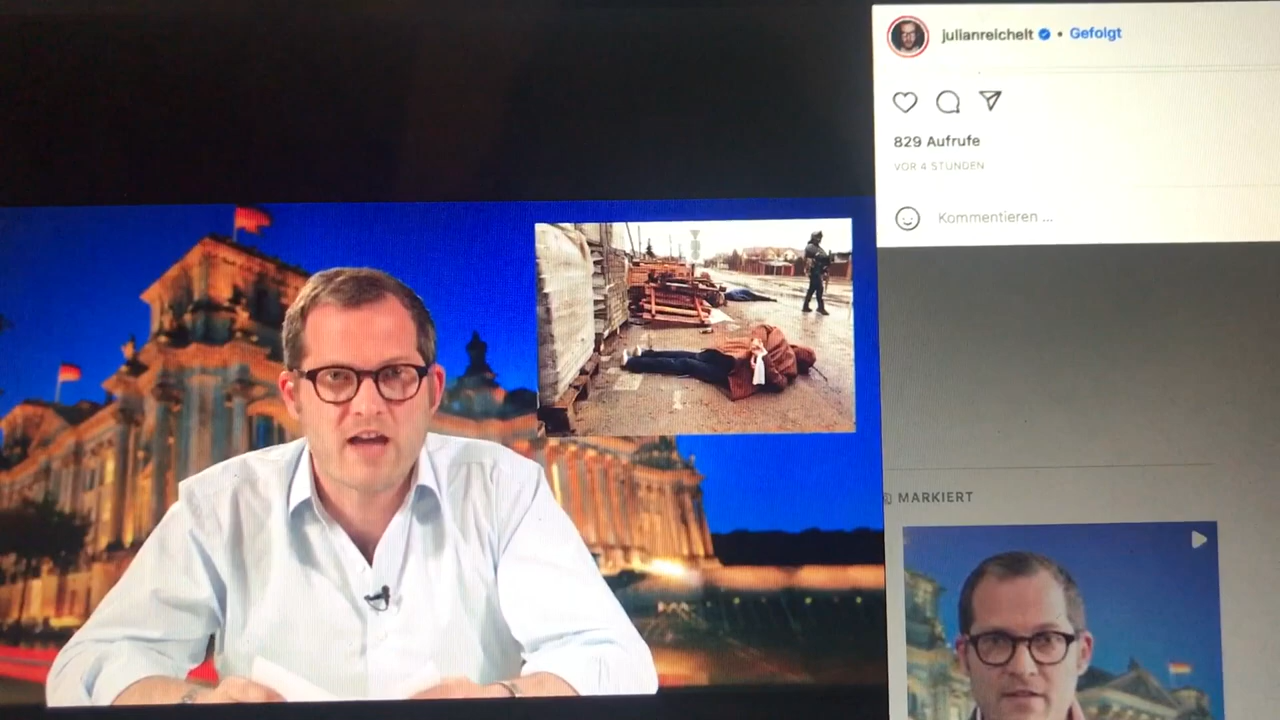 julianreichelt • Gefolgt
829 Aufrufe
VOR 4 STUNDEN
Kommentieren ...
MARKIERT